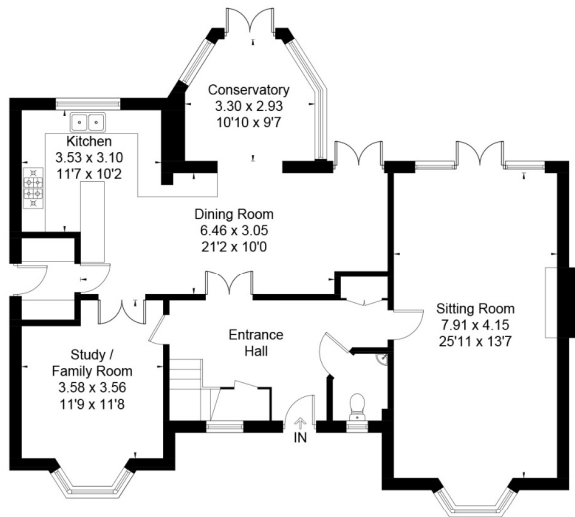 Conservatory
3.30 x 2.93
10'10 x 9'7
Kitchen
3.53 x 3.10
11'7 x 10'2
Dining Room
6.46 x 3.05
21'2 x 10'0
Sitting Room
7.91 x 4.15
25'11 x 13'7
Entrance
Hall
Study /
Family Room
3.58 x 3.56
11'9 x 11'8
IN